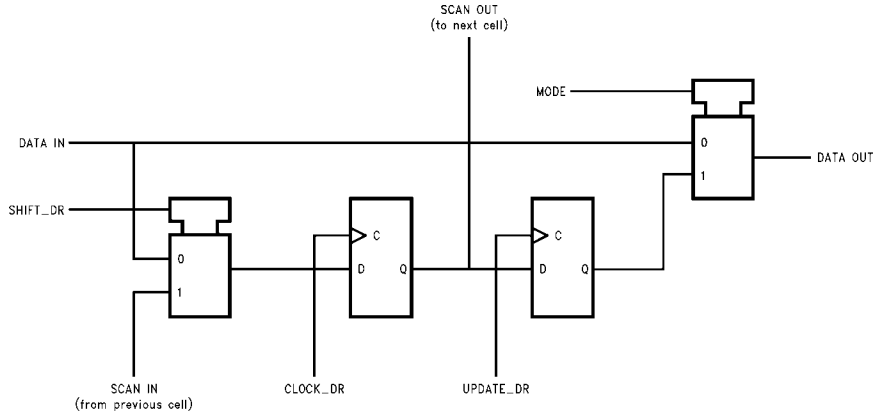 SCAN OUT
(to next cell)
MODE
DATA IN
0
DATA OUT
1
SHIFT_DR
C
C
0
D
Q
D
Q
1
SCAN IN
(from previous cell)
CLOCK_DR
UPDATE_DR